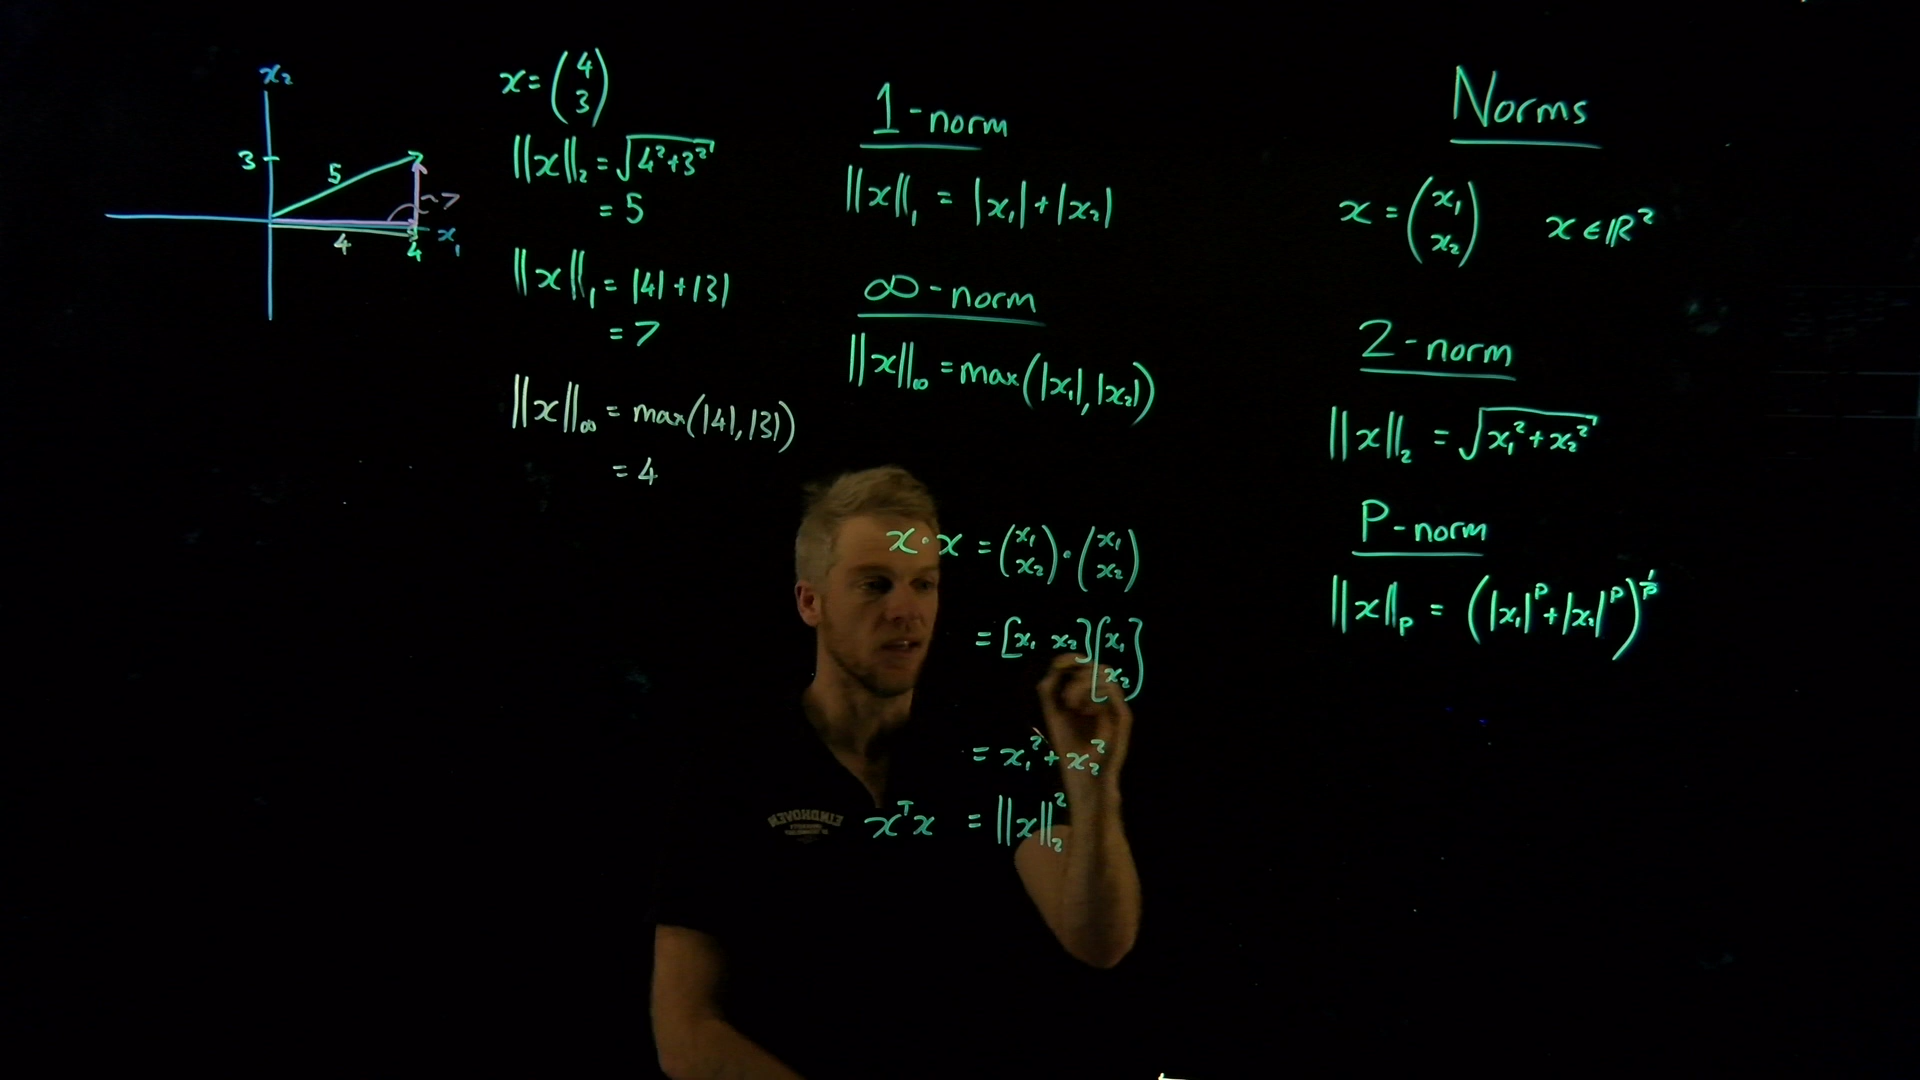 x₂
3
5
~7
4
4
x₁
x = (4 3)
||x||₂ = √(4²+3²)
= 5
||x||₁ = |4| + |3|
= 7
||x||∞ = max(|4|, |3|)
= 4
1-norm
||x||₁ = |x₁| + |x₂|
∞-norm
||x||∞ = max(|x₁|, |x₂|)
x · x = (x₁ x₂) · (x₁ x₂)
= [x₁ x₂][x₁ x₂]
= x₁² + x₂²
xᵀx = ||x||₂²
EINDHOVEN
Norms
x = (x₁ x₂) x ∈ ℝ²
2-norm
||x||₂ = √(x₁² + x₂²)
P-norm
||x||p = (|x₁|^p + |x₂|^p)^(1/p)